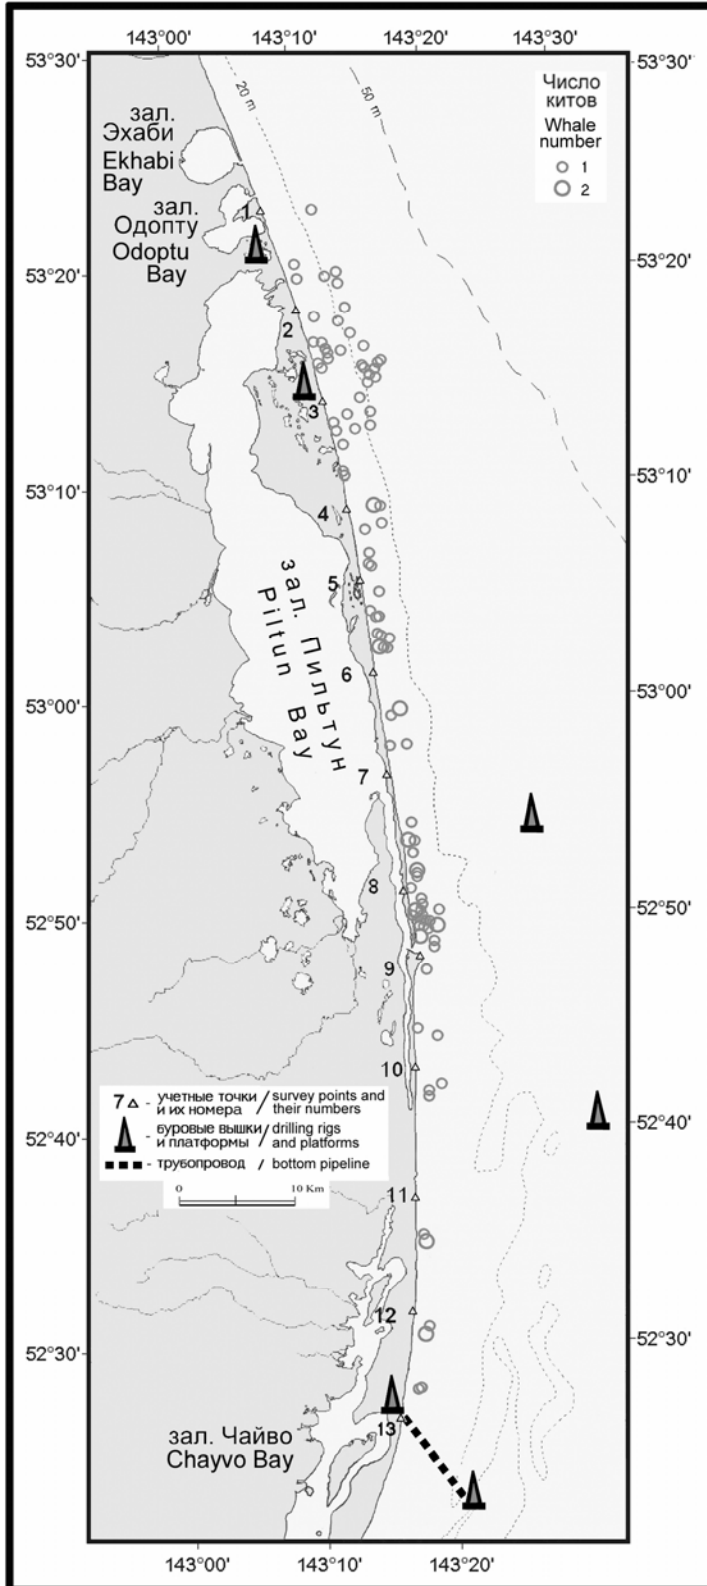 143°00' 143°10' 143°20' 143°30'
53°30'
53°30'
20 m
50 m
Число
китов
Whale
number
1
2
зал.
Эхаби
Ekhabi
Bay
зал.
Одопту
Odoptu
Bay
1
53°20'
53°20'
2
3
53°10'
53°10'
4
5
зал. Пильтун
Piltun Bay
6
53°00'
53°00'
7
8
52°50'
52°50'
9
10
7 - учетные точки и их номера / survey points and their numbers
- буровые вышки и платформы / drilling rigs and platforms
- трубопровод / bottom pipeline
0 10 Km
52°40'
52°40'
11
12
52°30'
52°30'
13
зал. Чайво
Chayvo Bay
143°00' 143°10' 143°20'